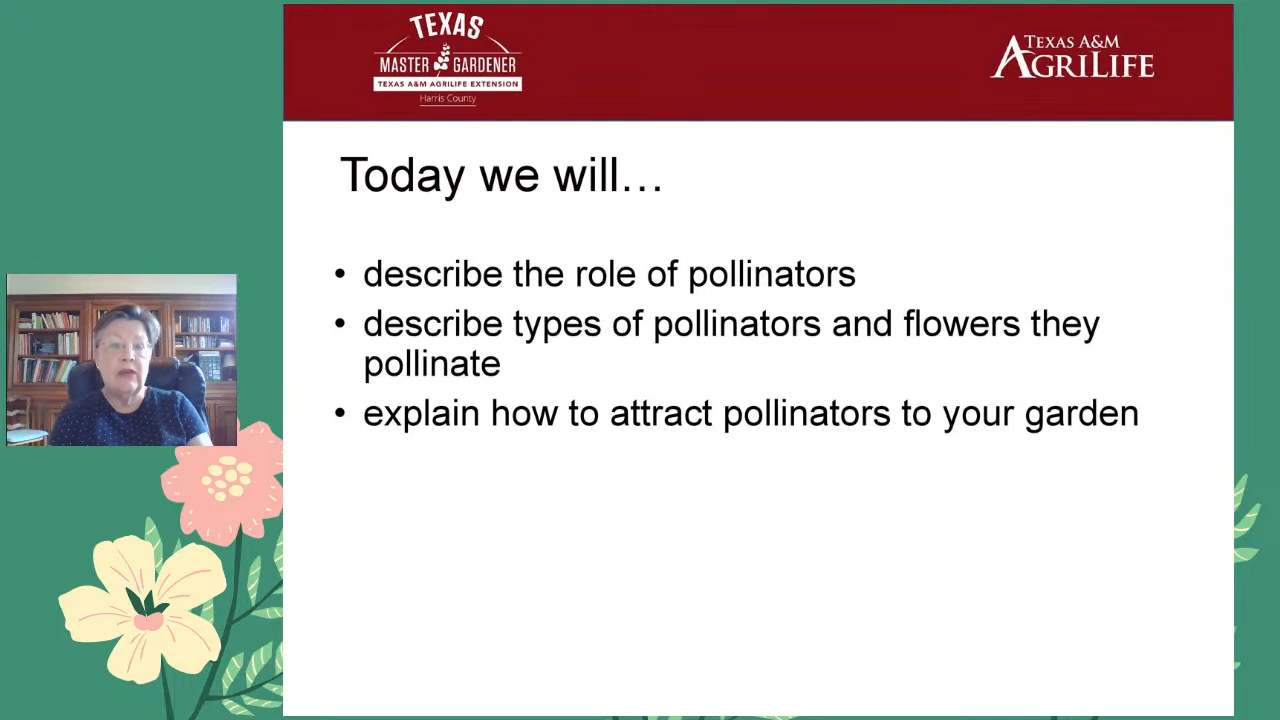 TEXAS
MASTER GARDENER
TEXAS A&M AGRILIFE EXTENSION
Harris County
TEXAS A&M
AGRILIFE
Today we will…
• describe the role of pollinators
• describe types of pollinators and flowers they
pollinate
• explain how to attract pollinators to your garden